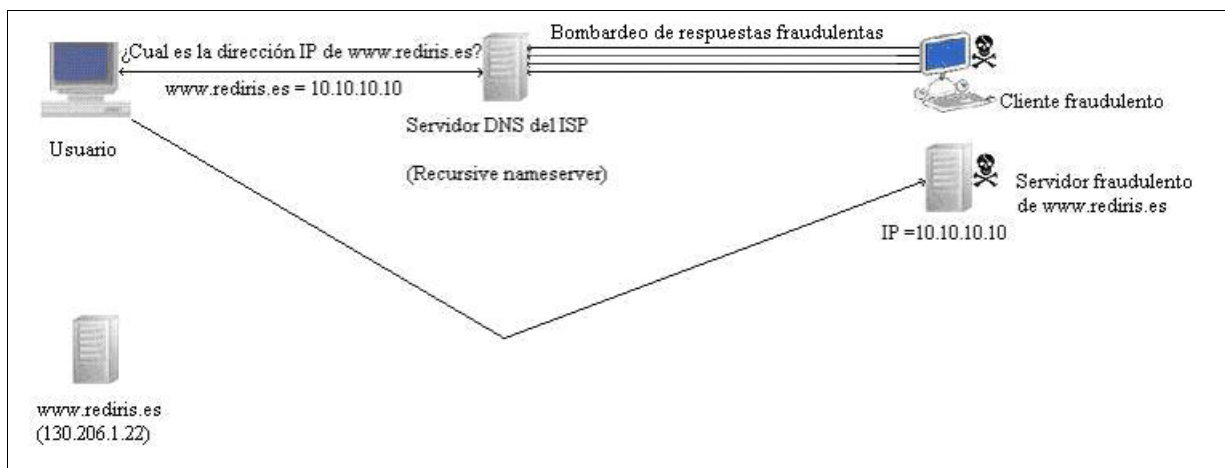 Bombardeo de respuestas fraudulentas
¿Cual es la dirección IP de www.rediris.es?
www.rediris.es = 10.10.10.10
Cliente fraudulento
Usuario
Servidor DNS del ISP
(Recursive nameserver)
Servidor fraudulento
de www.rediris.es
IP =10.10.10.10
www.rediris.es
(130.206.1.22)